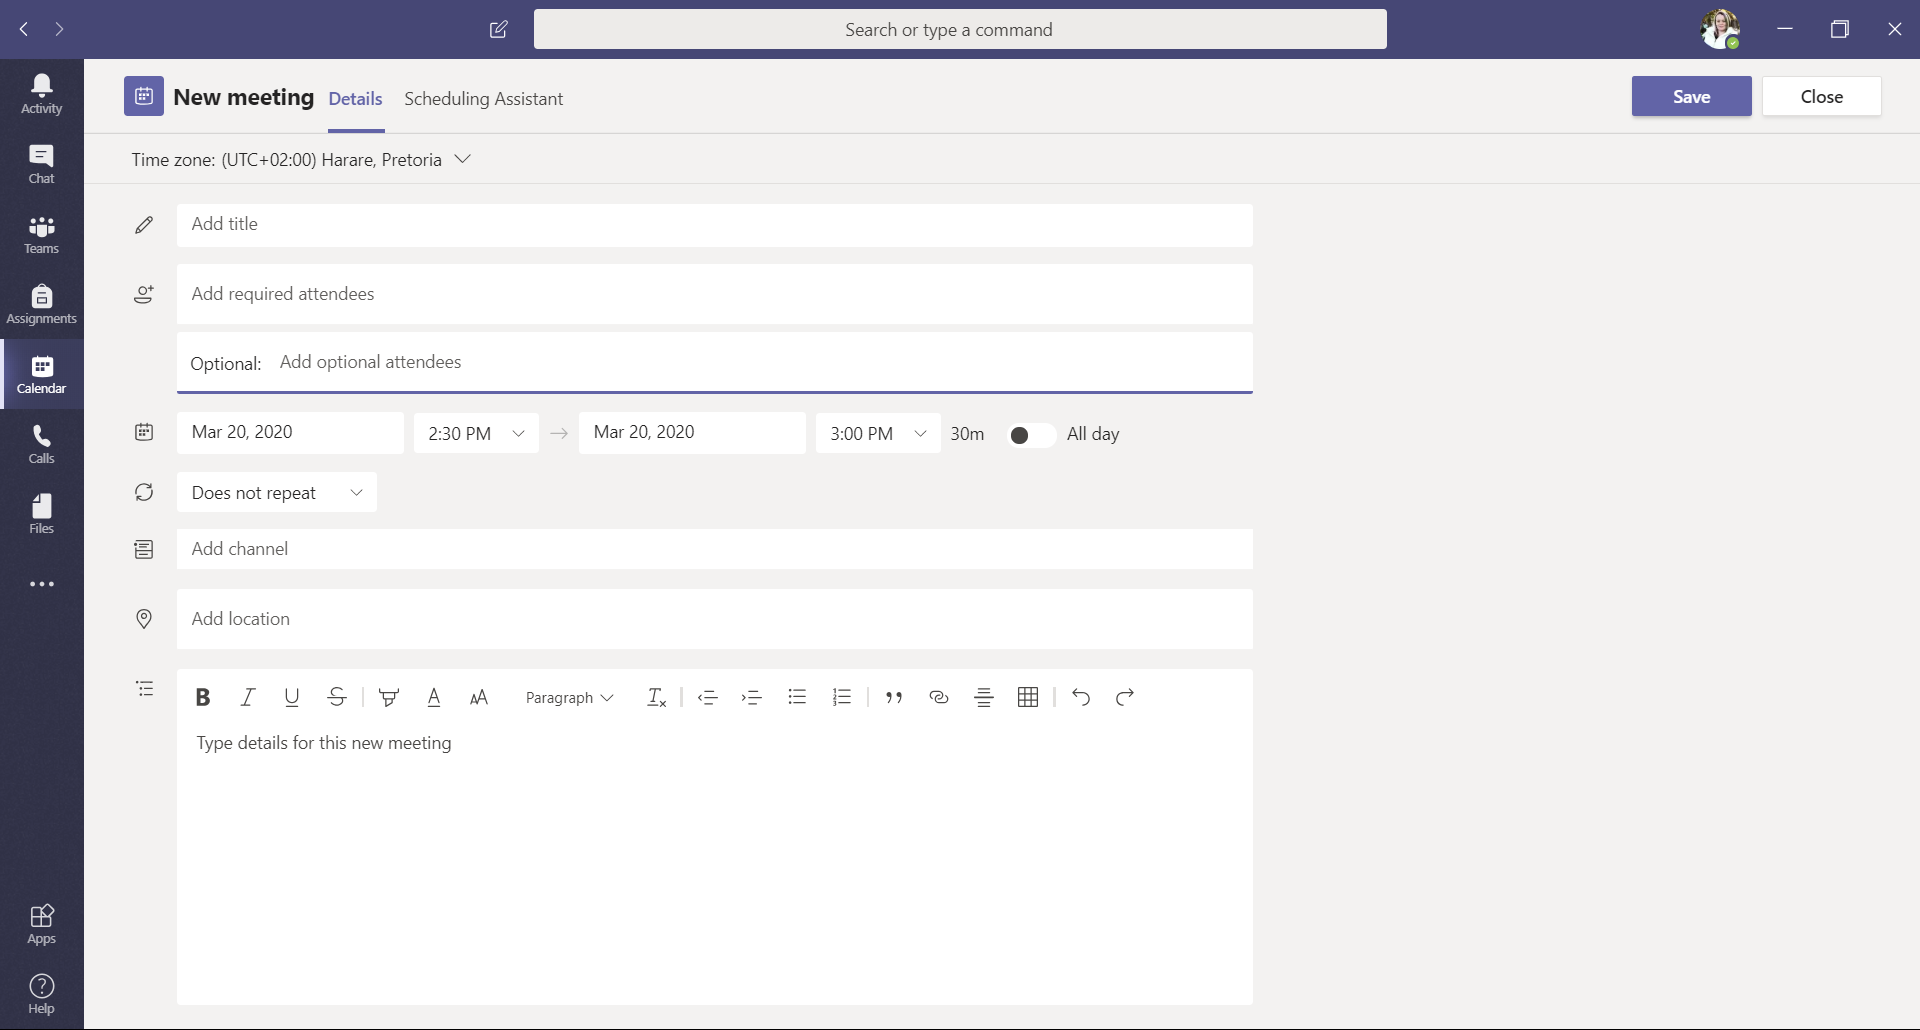 Search or type a command
Activity
Chat
Teams
Assignments
Calendar
Calls
Files
Apps
Help
New meeting Details Scheduling Assistant
Save Close
Time zone: (UTC+02:00) Harare, Pretoria
Add title
Add required attendees
Optional: Add optional attendees
Mar 20, 2020 2:30 PM Mar 20, 2020 3:00 PM 30m All day
Does not repeat
Add channel
Add location
B I U S A AA Paragraph
Type details for this new meeting